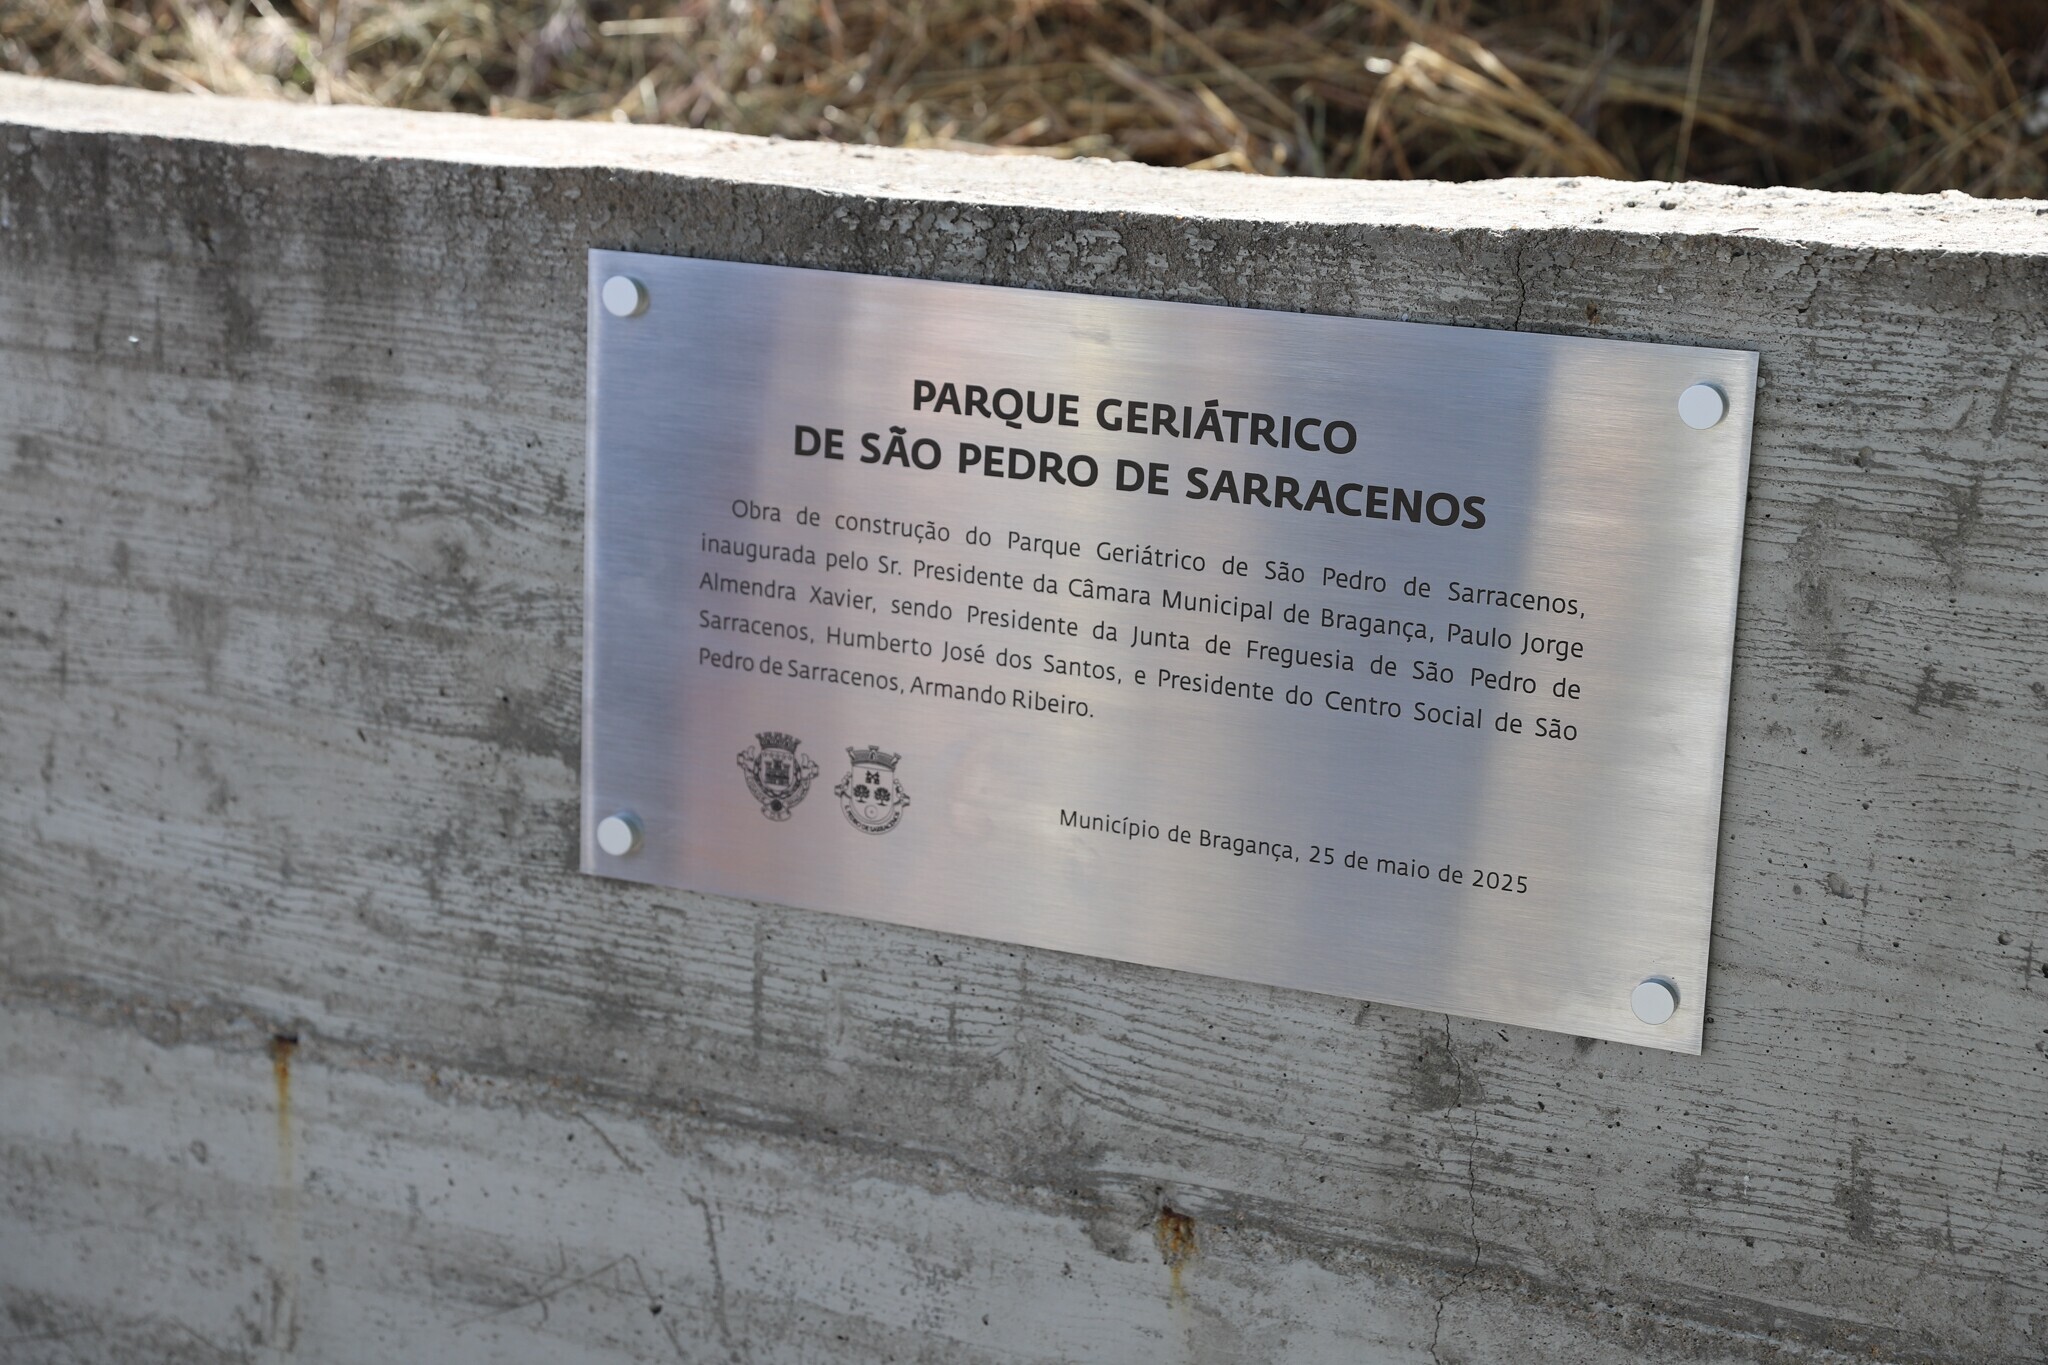 PARQUE GERIÁTRICO
DE SÃO PEDRO DE SARRACENOS
Obra de construção do Parque Geriátrico de São Pedro de Sarracenos,
inaugurada pelo Sr. Presidente da Câmara Municipal de Bragança, Paulo Jorge
Almendra Xavier, sendo Presidente da Junta de Freguesia de São Pedro de
Sarracenos, Humberto José dos Santos, e Presidente do Centro Social de São
Pedro de Sarracenos, Armando Ribeiro.
Município de Bragança, 25 de maio de 2025